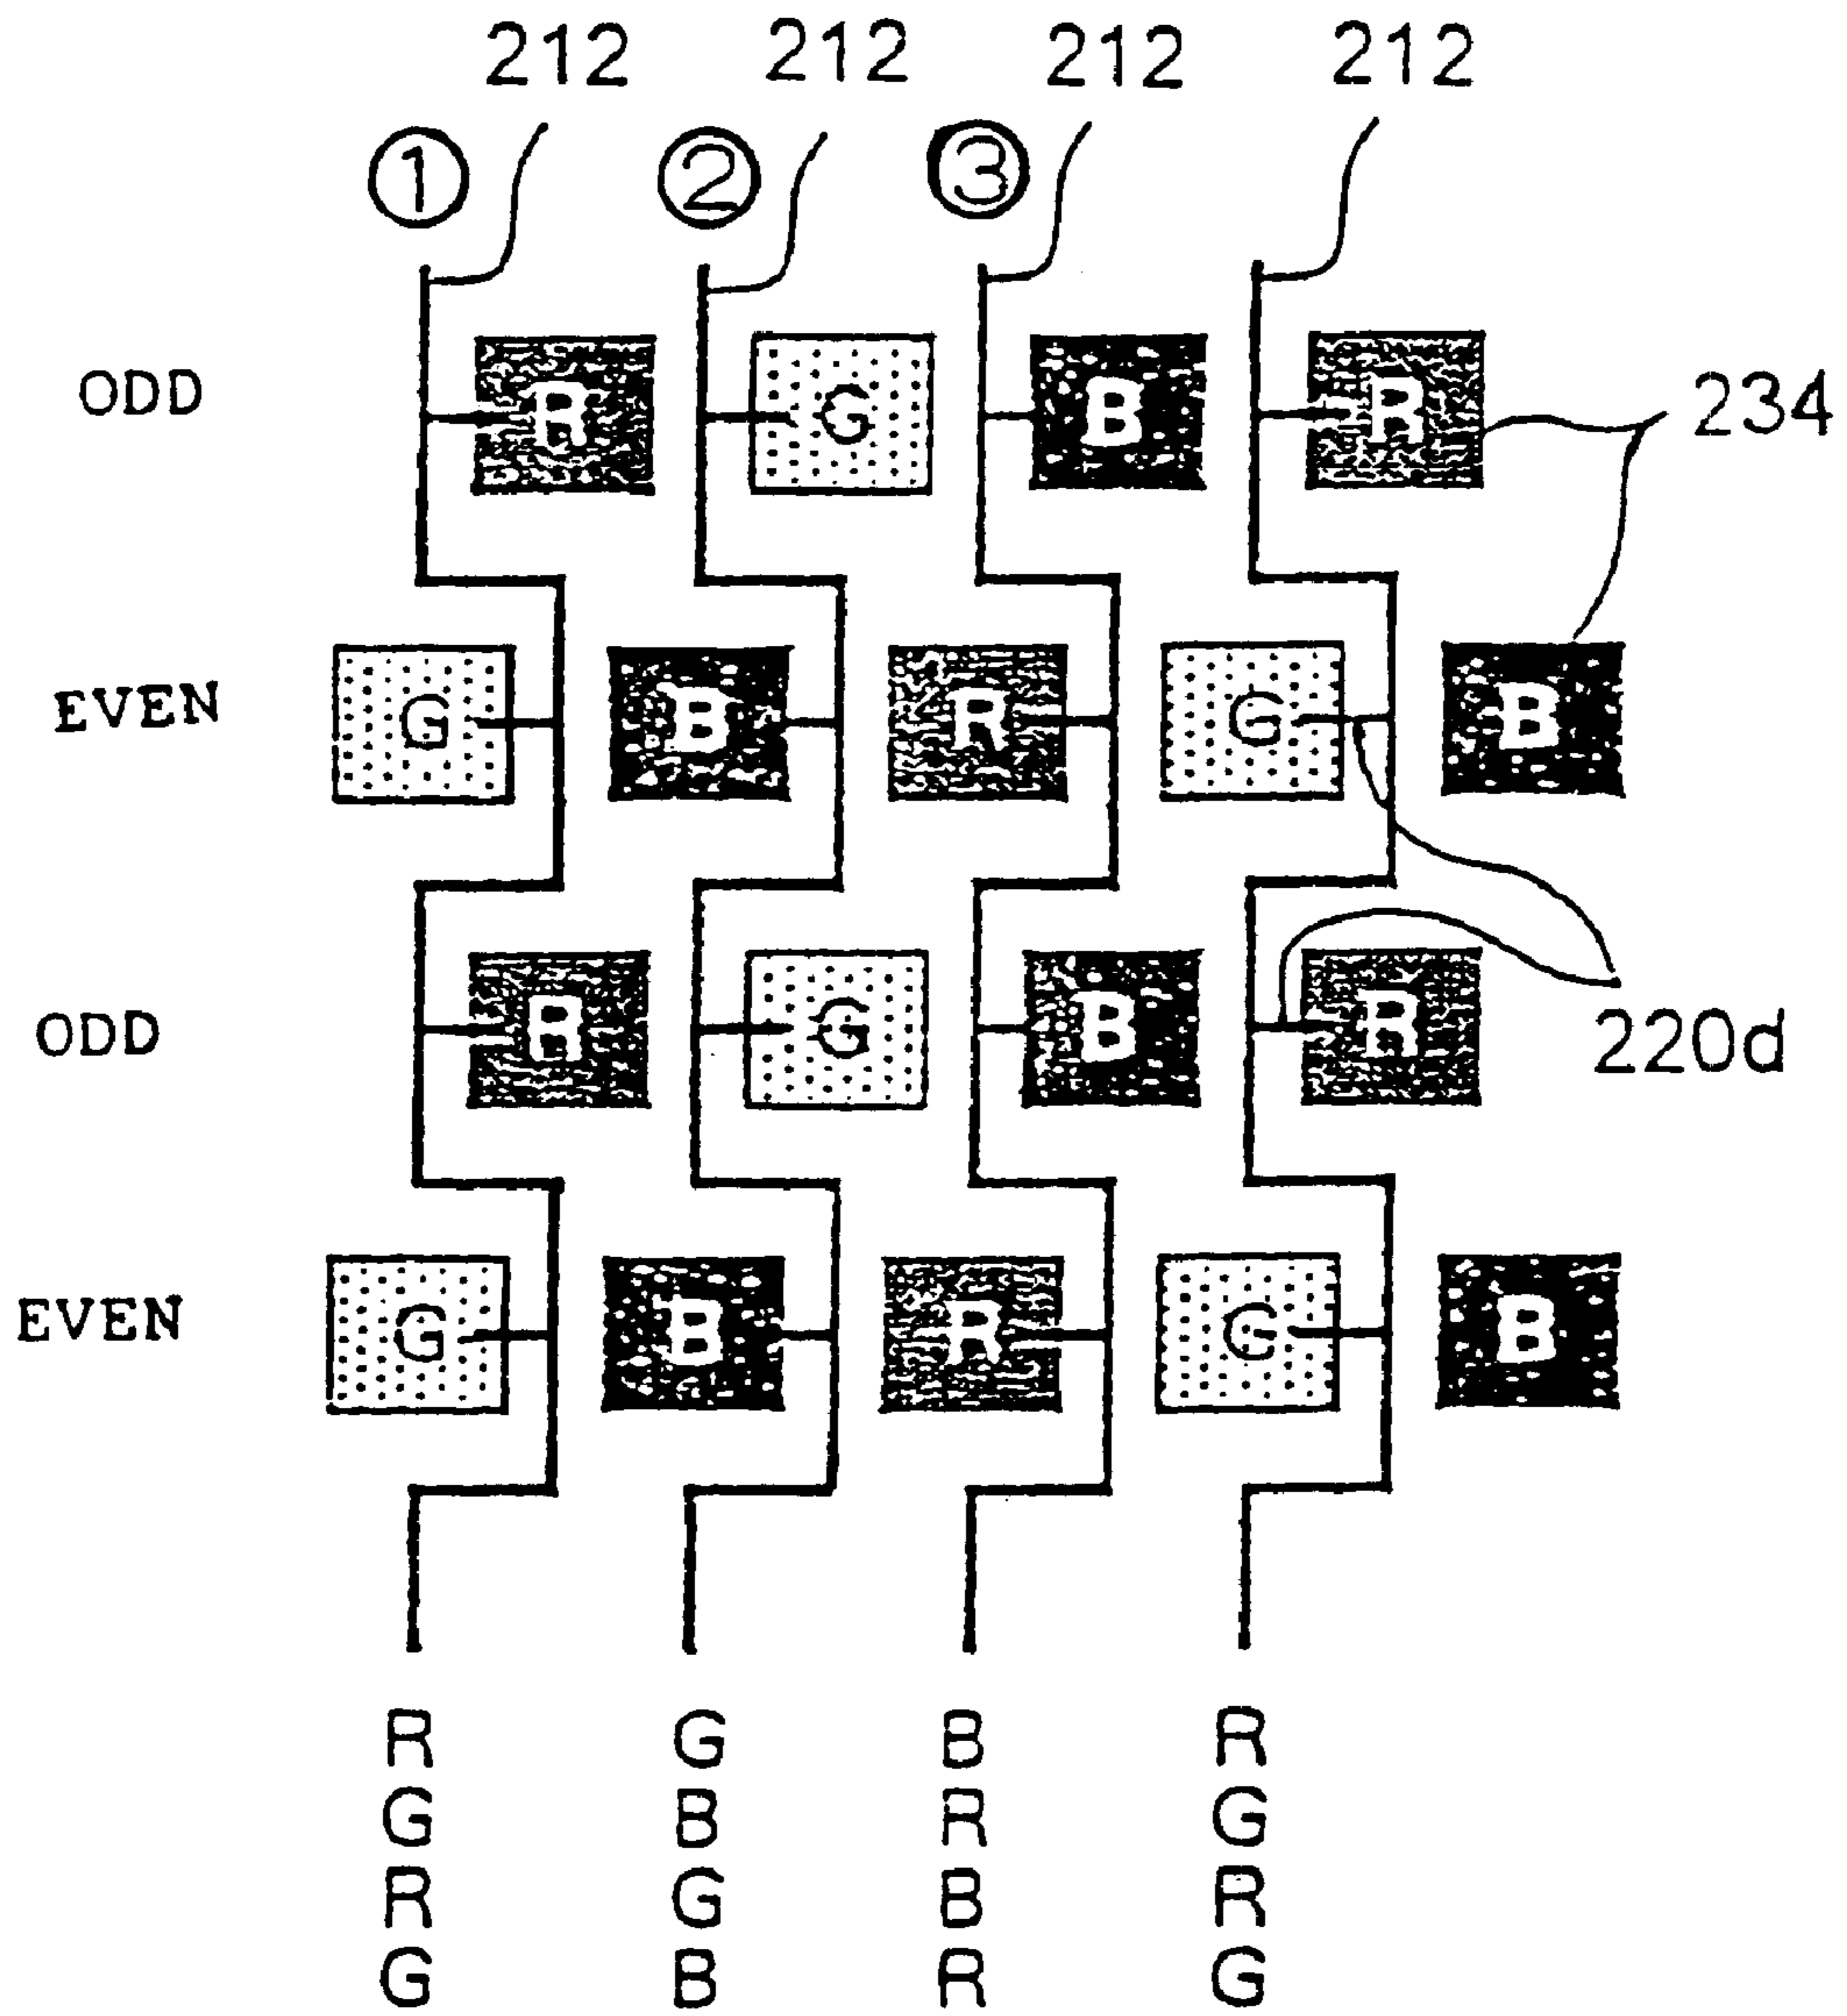 212 212 212 212
① ② ③
ODD R G B R 234
EVEN G B R G B
ODD R G B R 220d
EVEN G B R G B
R G B R
G B R G
R G B R
G B R G